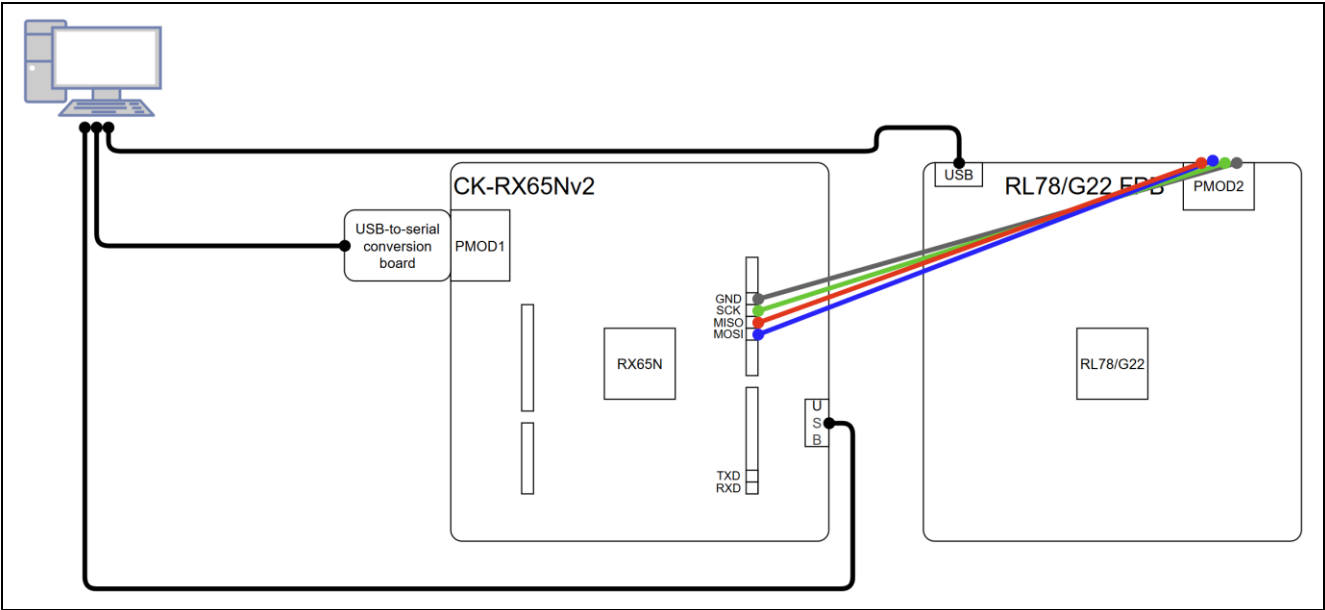 CK-RX65Nv2
USB-to-serial
conversion
board
PMOD1
GND
SCK
MISO
MOSI
RX65N
U
S
B
TXD
RXD
USB
RL78/G22 FPB
PMOD2
RL78/G22